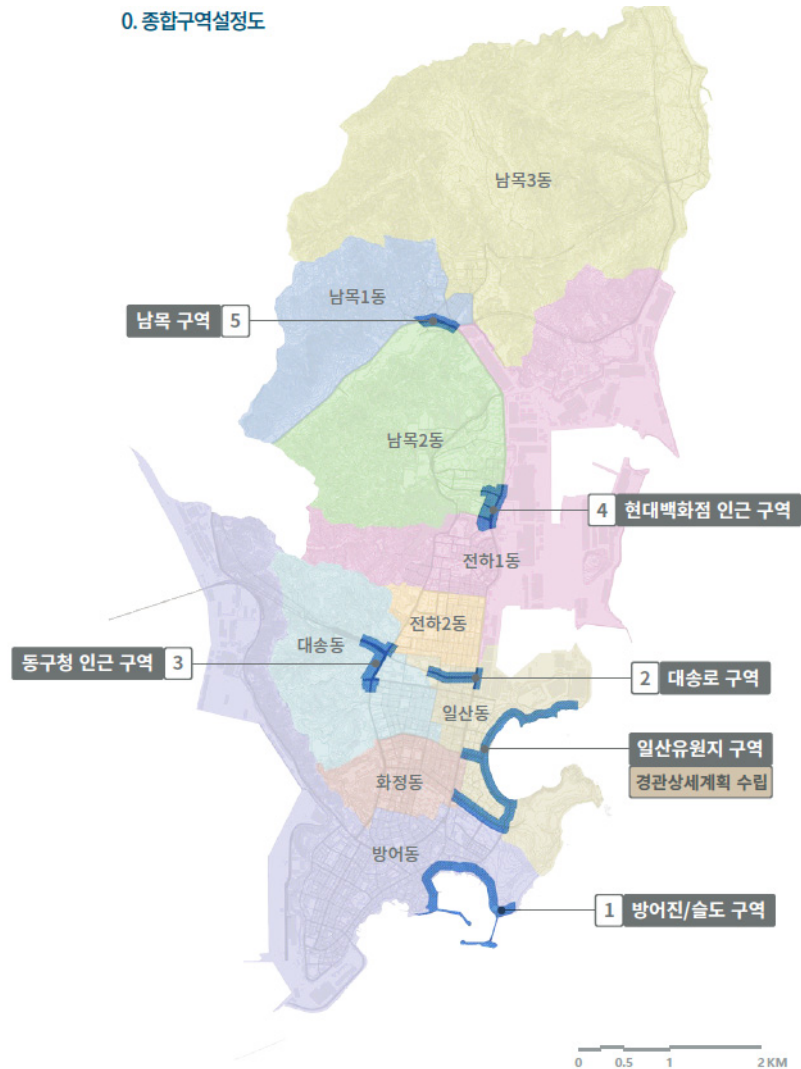 0. 종합구역설정도
남목3동
남목1동
남목 구역 5
남목2동
4 현대백화점 인근 구역
전하1동
전하2동
대송동
동구청 인근 구역 3
2 대송로 구역
일산동
일산유원지 구역
경관상세계획 수립
화정동
방어동
1 방어진/슬도 구역
0 0.5 1 2KM